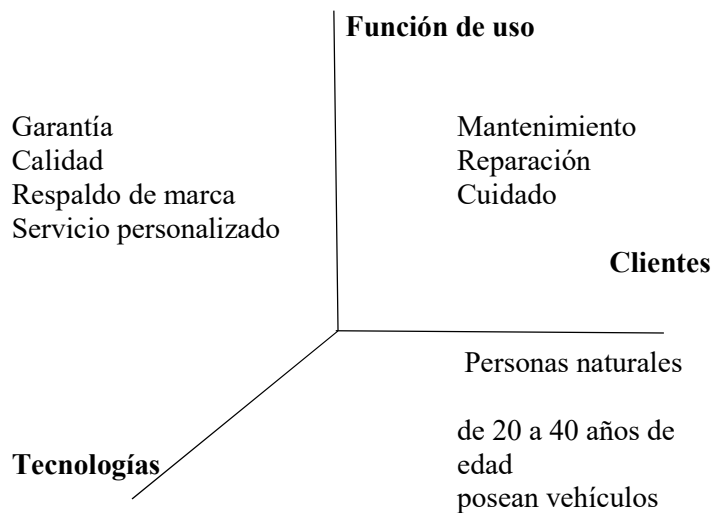 Función de uso
Garantía
Calidad
Respaldo de marca
Servicio personalizado
Mantenimiento
Reparación
Cuidado
Clientes
Personas naturales
de 20 a 40 años de
edad
posean vehículos
Tecnologías